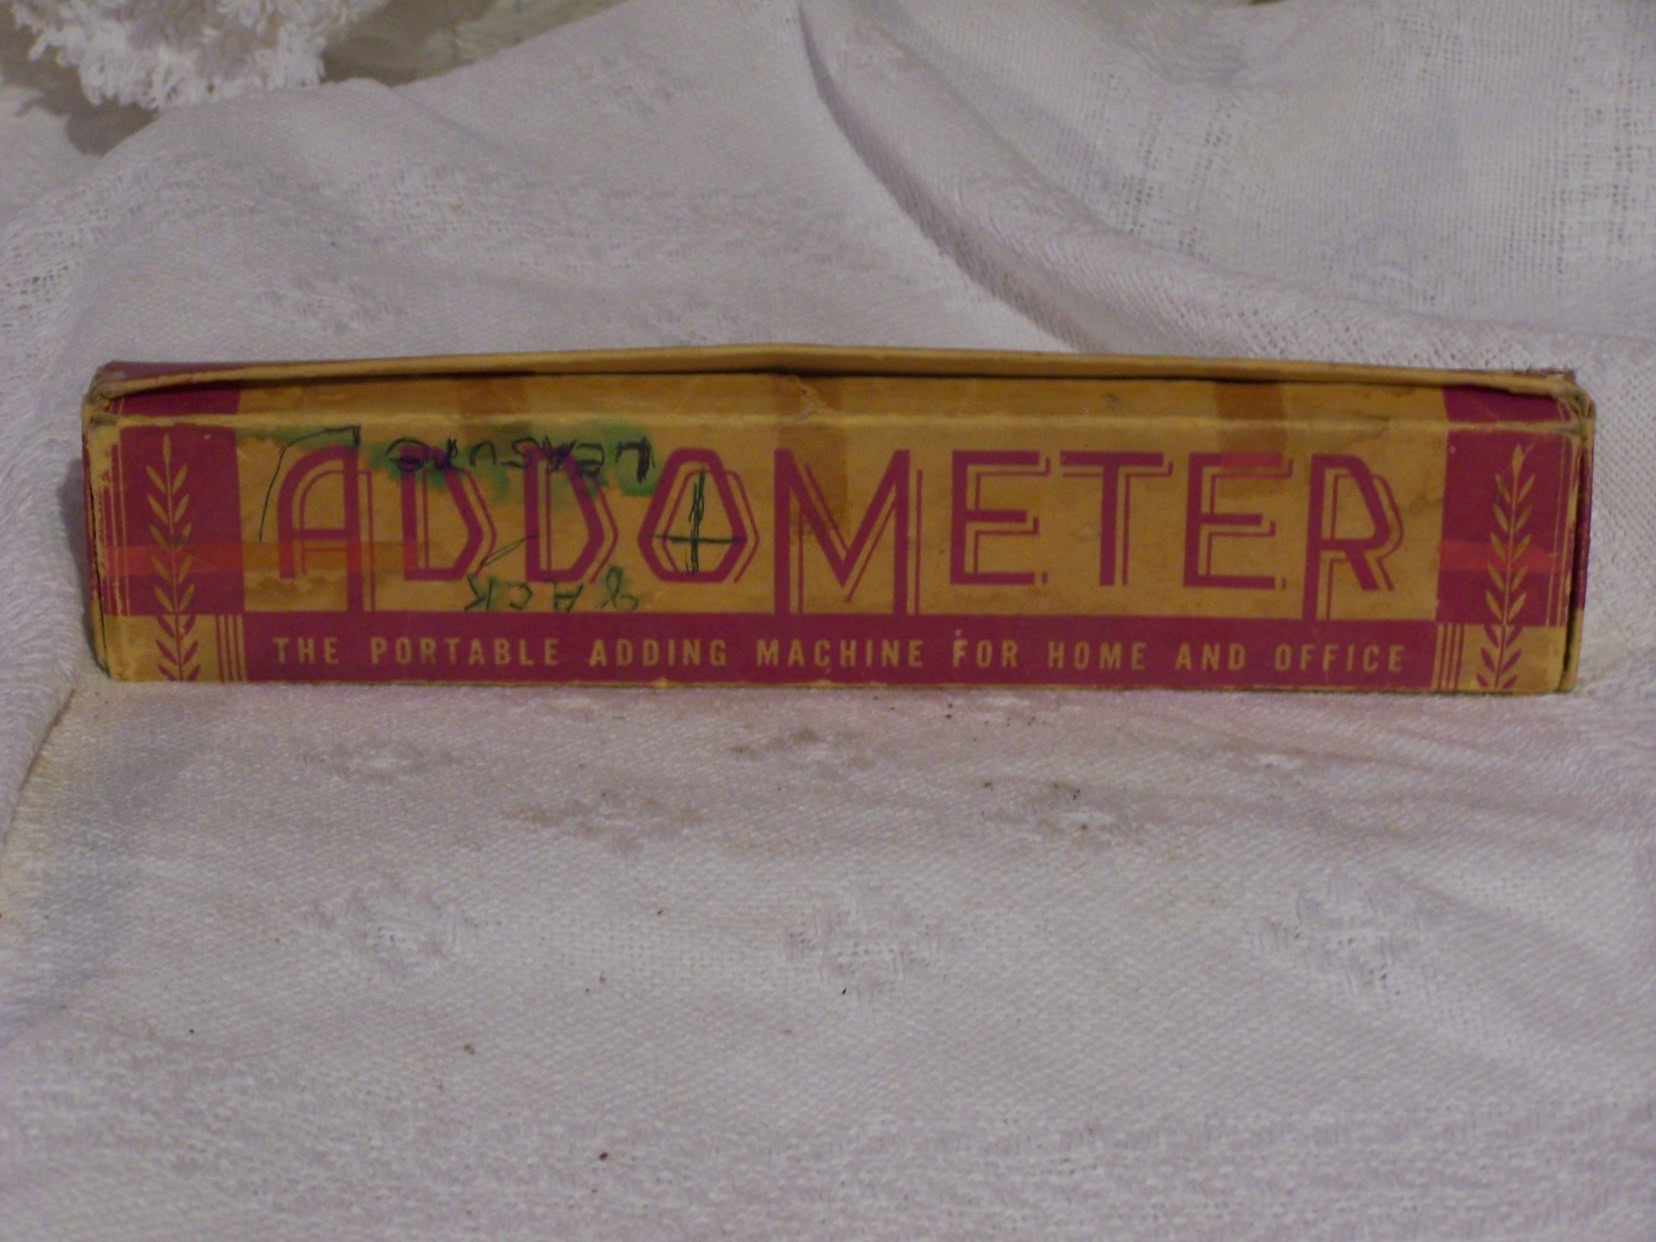 ADDOMETER
THE PORTABLE ADDING MACHINE FOR HOME AND OFFICE